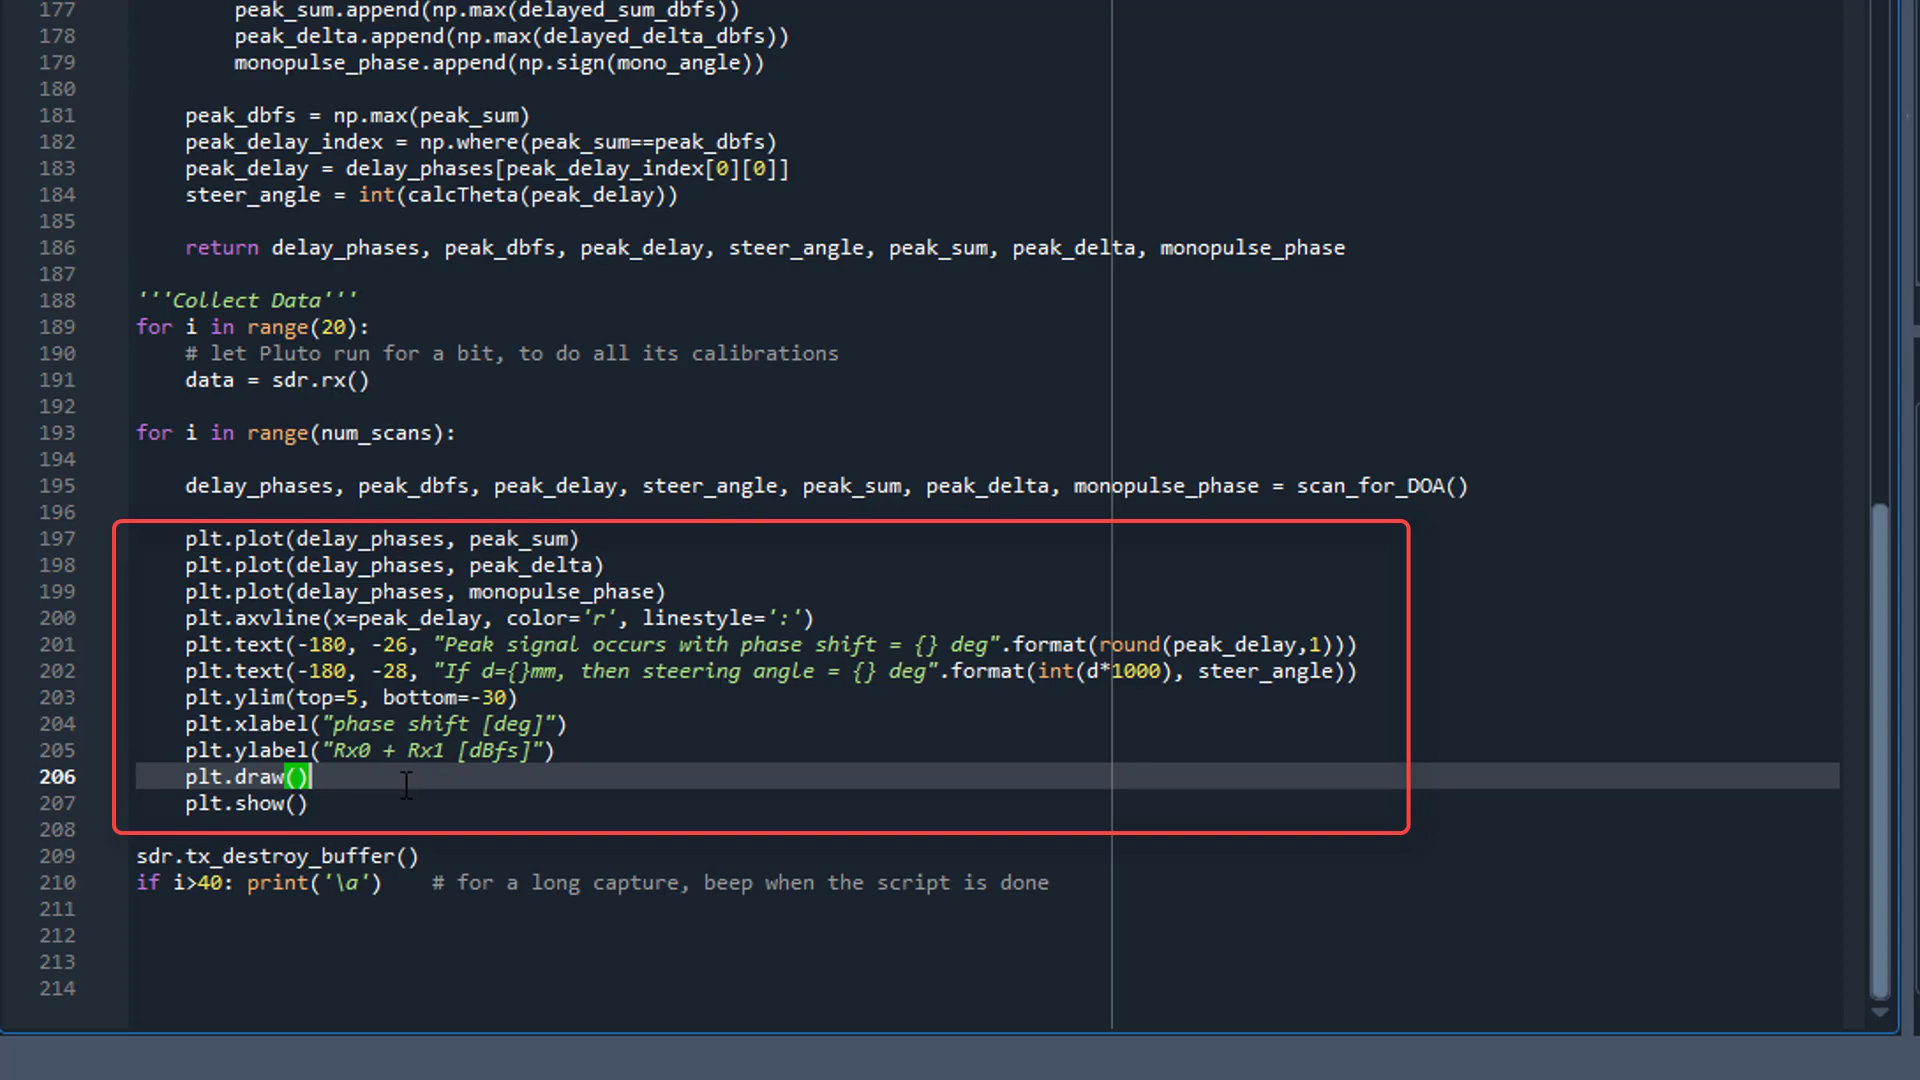 177 peak_sum.append(np.max(delayed_sum_dbfs))
178 peak_delta.append(np.max(delayed_delta_dbfs))
179 monopulse_phase.append(np.sign(mono_angle))
180
181 peak_dbfs = np.max(peak_sum)
182 peak_delay_index = np.where(peak_sum==peak_dbfs)
183 peak_delay = delay_phases[peak_delay_index[0][0]]
184 steer_angle = int(calcTheta(peak_delay))
185
186 return delay_phases, peak_dbfs, peak_delay, steer_angle, peak_sum, peak_delta, monopulse_phase
187
188 '''Collect Data'''
189 for i in range(20):
190 # let Pluto run for a bit, to do all its calibrations
191 data = sdr.rx()
192
193 for i in range(num_scans):
194
195 delay_phases, peak_dbfs, peak_delay, steer_angle, peak_sum, peak_delta, monopulse_phase = scan_for_DOA()
196
197 plt.plot(delay_phases, peak_sum)
198 plt.plot(delay_phases, peak_delta)
199 plt.plot(delay_phases, monopulse_phase)
200 plt.axvline(x=peak_delay, color='r', linestyle=':')
201 plt.text(-180, -26, "Peak signal occurs with phase shift = {} deg".format(round(peak_delay,1)))
202 plt.text(-180, -28, "If d={}mm, then steering angle = {} deg".format(int(d*1000), steer_angle))
203 plt.ylim(top=5, bottom=-30)
204 plt.xlabel("phase shift [deg]")
205 plt.ylabel("Rx0 + Rx1 [dBfs]")
206 plt.draw()
207 plt.show()
208
209 sdr.tx_destroy_buffer()
210 if i>40: print('\a') # for a long capture, beep when the script is done
211
212
213
214